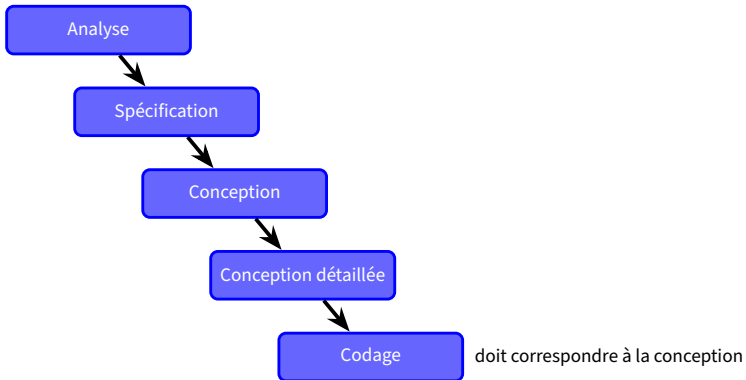 Analyse
Spécification
Conception
Conception détaillée
Codage
doit correspondre à la conception